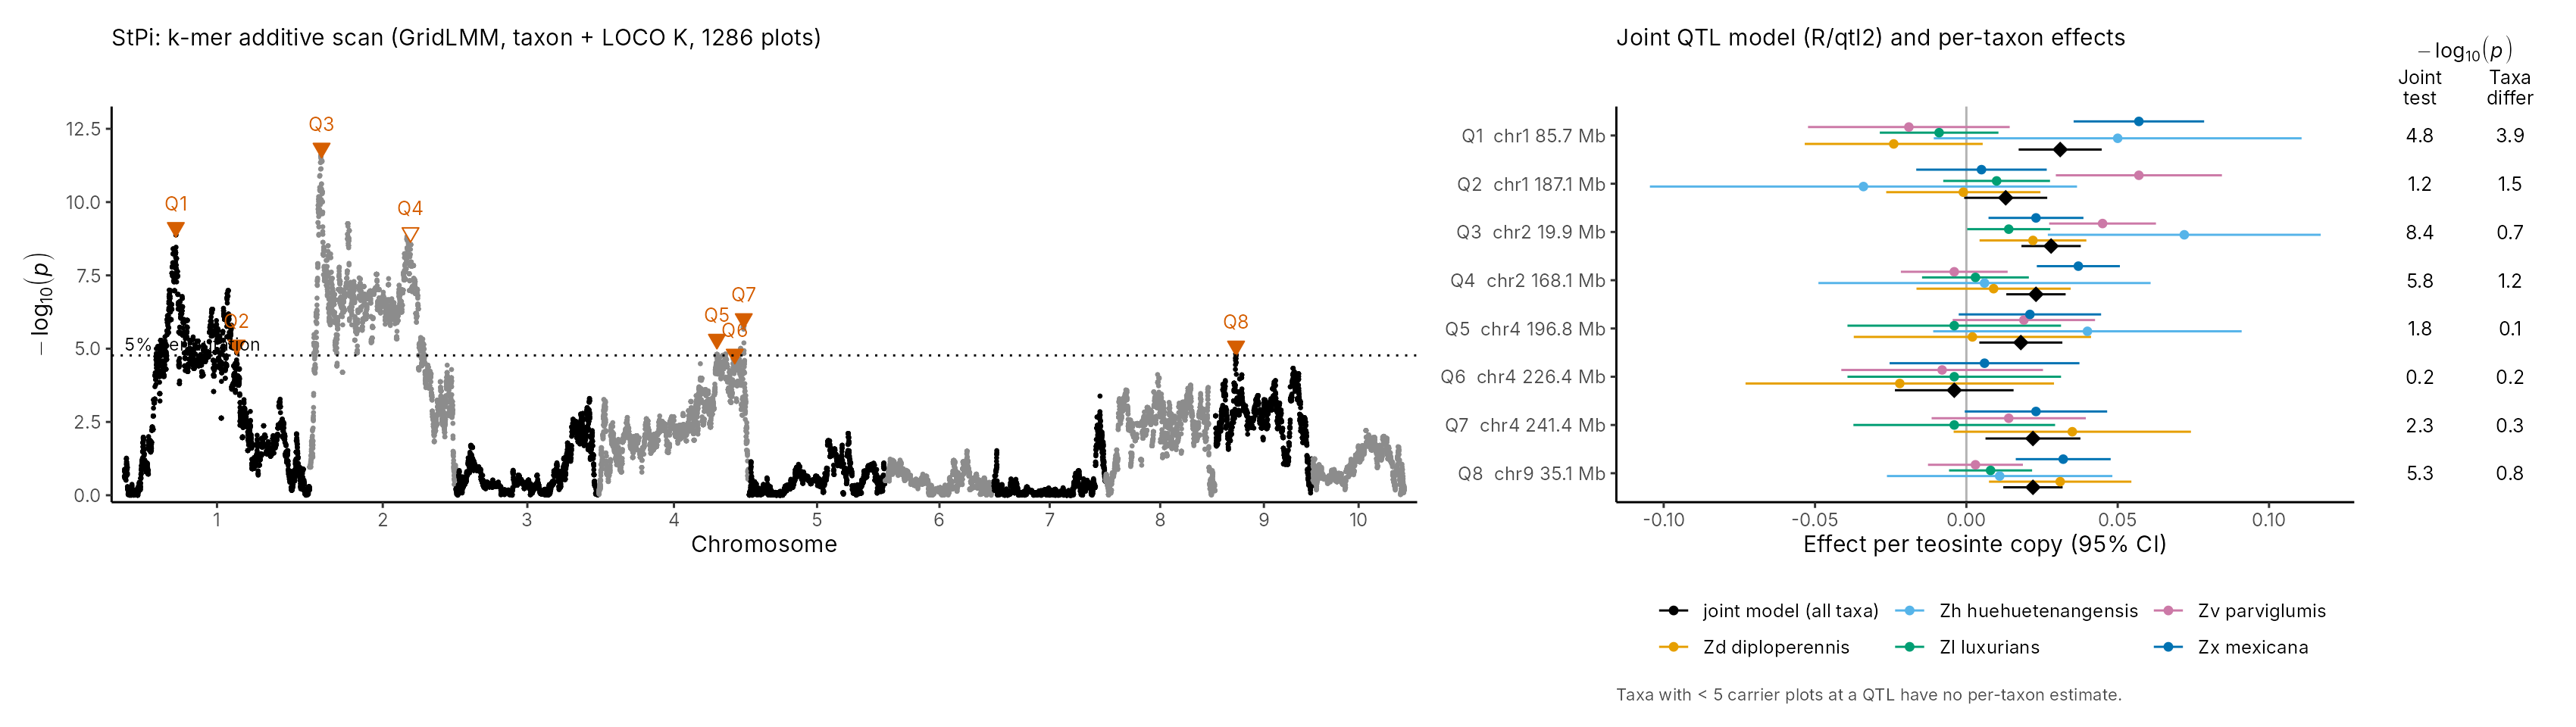 StPi: k-mer additive scan (GridLMM, taxon + LOCO K, 1286 plots)
− log10(p)
12.5
10.0
7.5
5.0
2.5
0.0
Q1
Q2
Q3
Q4
Q5
Q6
Q7
Q8
5%
1 2 3 4 5 6 7 8 9 10
Chromosome
Joint QTL model (R/qtl2) and per-taxon effects
− log10(p)
Joint test
Taxa differ
Q1 chr1 85.7 Mb 4.8 3.9
Q2 chr1 187.1 Mb 1.2 1.5
Q3 chr2 19.9 Mb 8.4 0.7
Q4 chr2 168.1 Mb 5.8 1.2
Q5 chr4 196.8 Mb 1.8 0.1
Q6 chr4 226.4 Mb 0.2 0.2
Q7 chr4 241.4 Mb 2.3 0.3
Q8 chr9 35.1 Mb 5.3 0.8
-0.10 -0.05 0.00 0.05 0.10
Effect per teosinte copy (95% CI)
joint model (all taxa) Zh huehuetenangensis Zv parviglumis
Zd diploperennis Zl luxurians Zx mexicana
Taxa with < 5 carrier plots at a QTL have no per-taxon estimate.